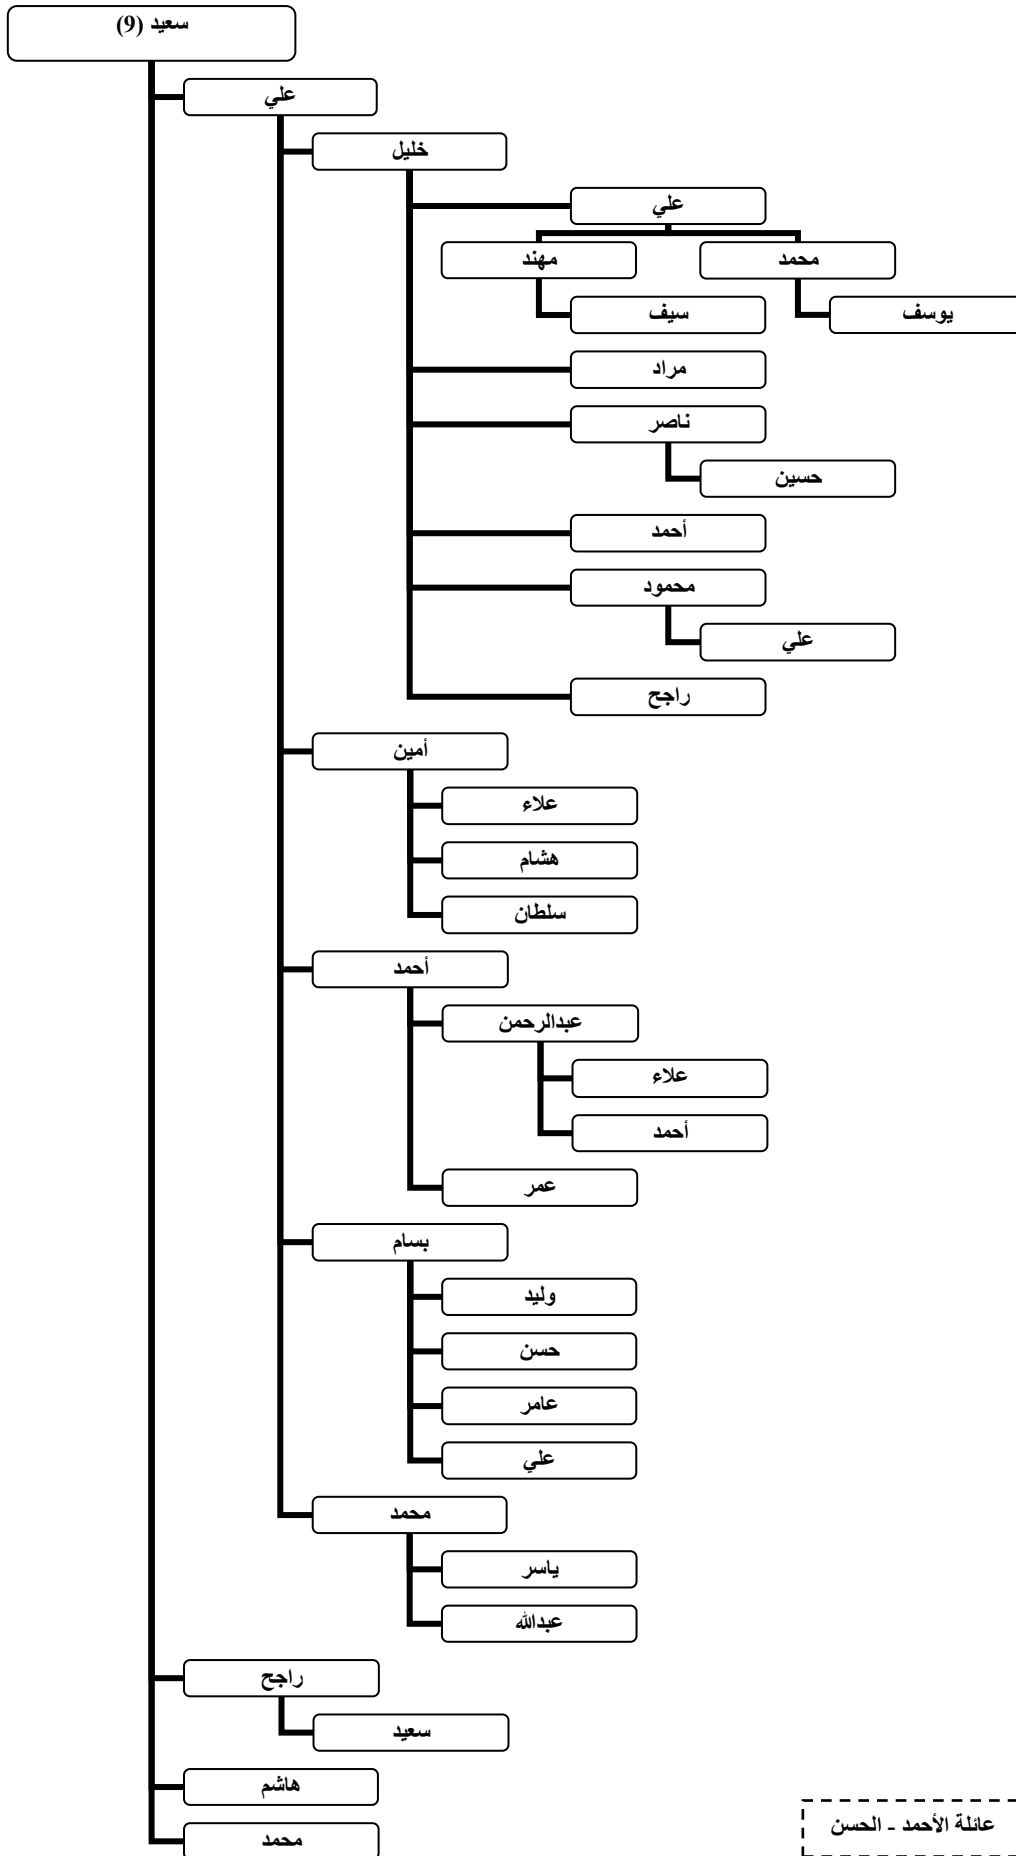 سعيد (9)
علي
خليل
علي
مهند
محمد
سيف
يوسف
مراد
ناصر
حسين
أحمد
محمود
علي
راجح
أمين
علاء
هشام
سلطان
أحمد
عبدالرحمن
علاء
أحمد
عمر
بسام
وليد
حسن
عامر
علي
محمد
ياسر
عبدالله
راجح
سعيد
هاشم
محمد
عائلة الأحمد - الحسن